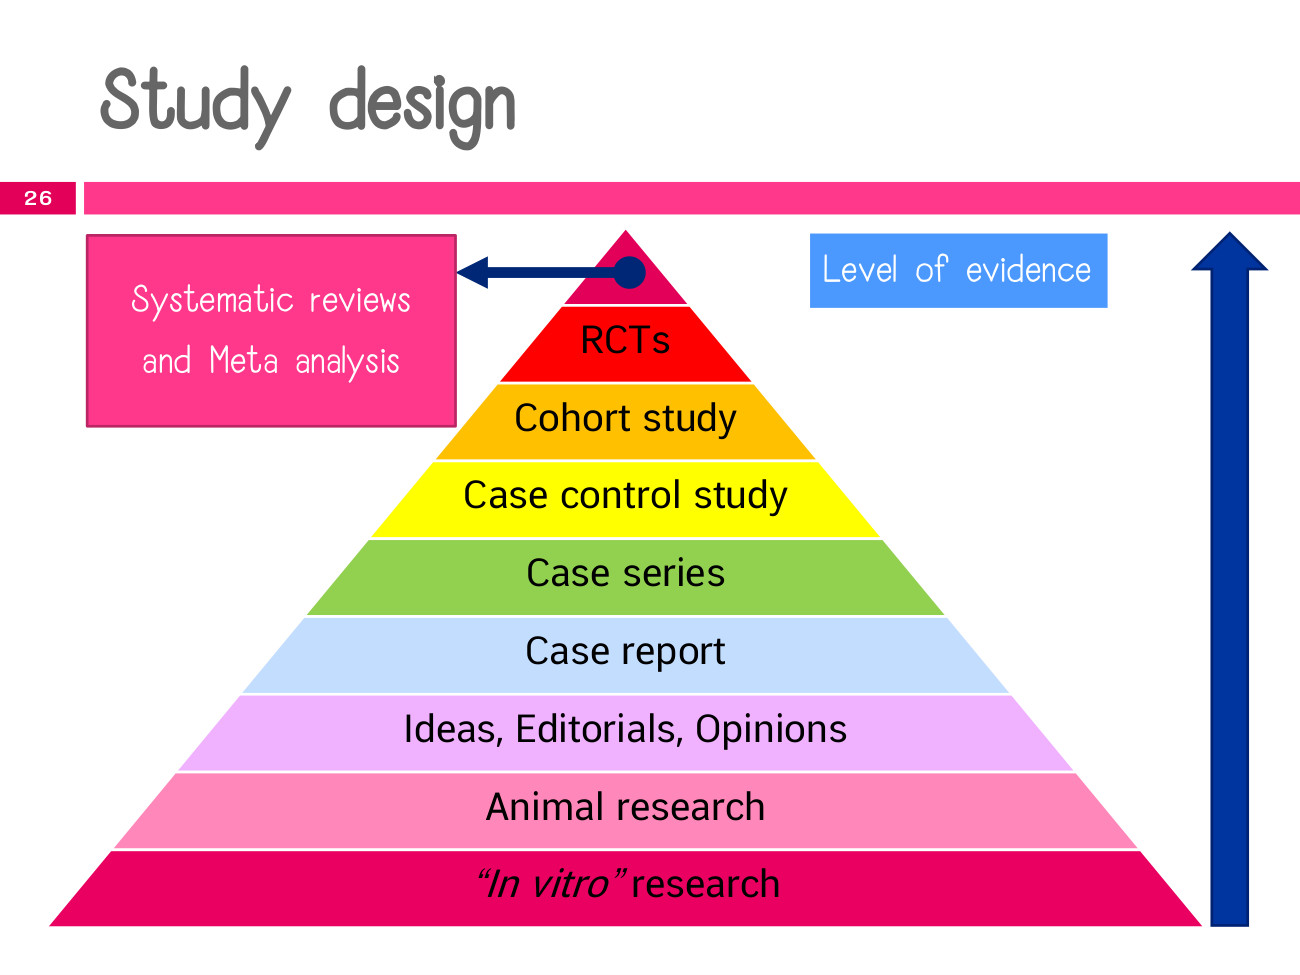 Study design
26
Systematic reviews
and Meta analysis
Level of evidence
RCTs
Cohort study
Case control study
Case series
Case report
Ideas, Editorials, Opinions
Animal research
“In vitro” research